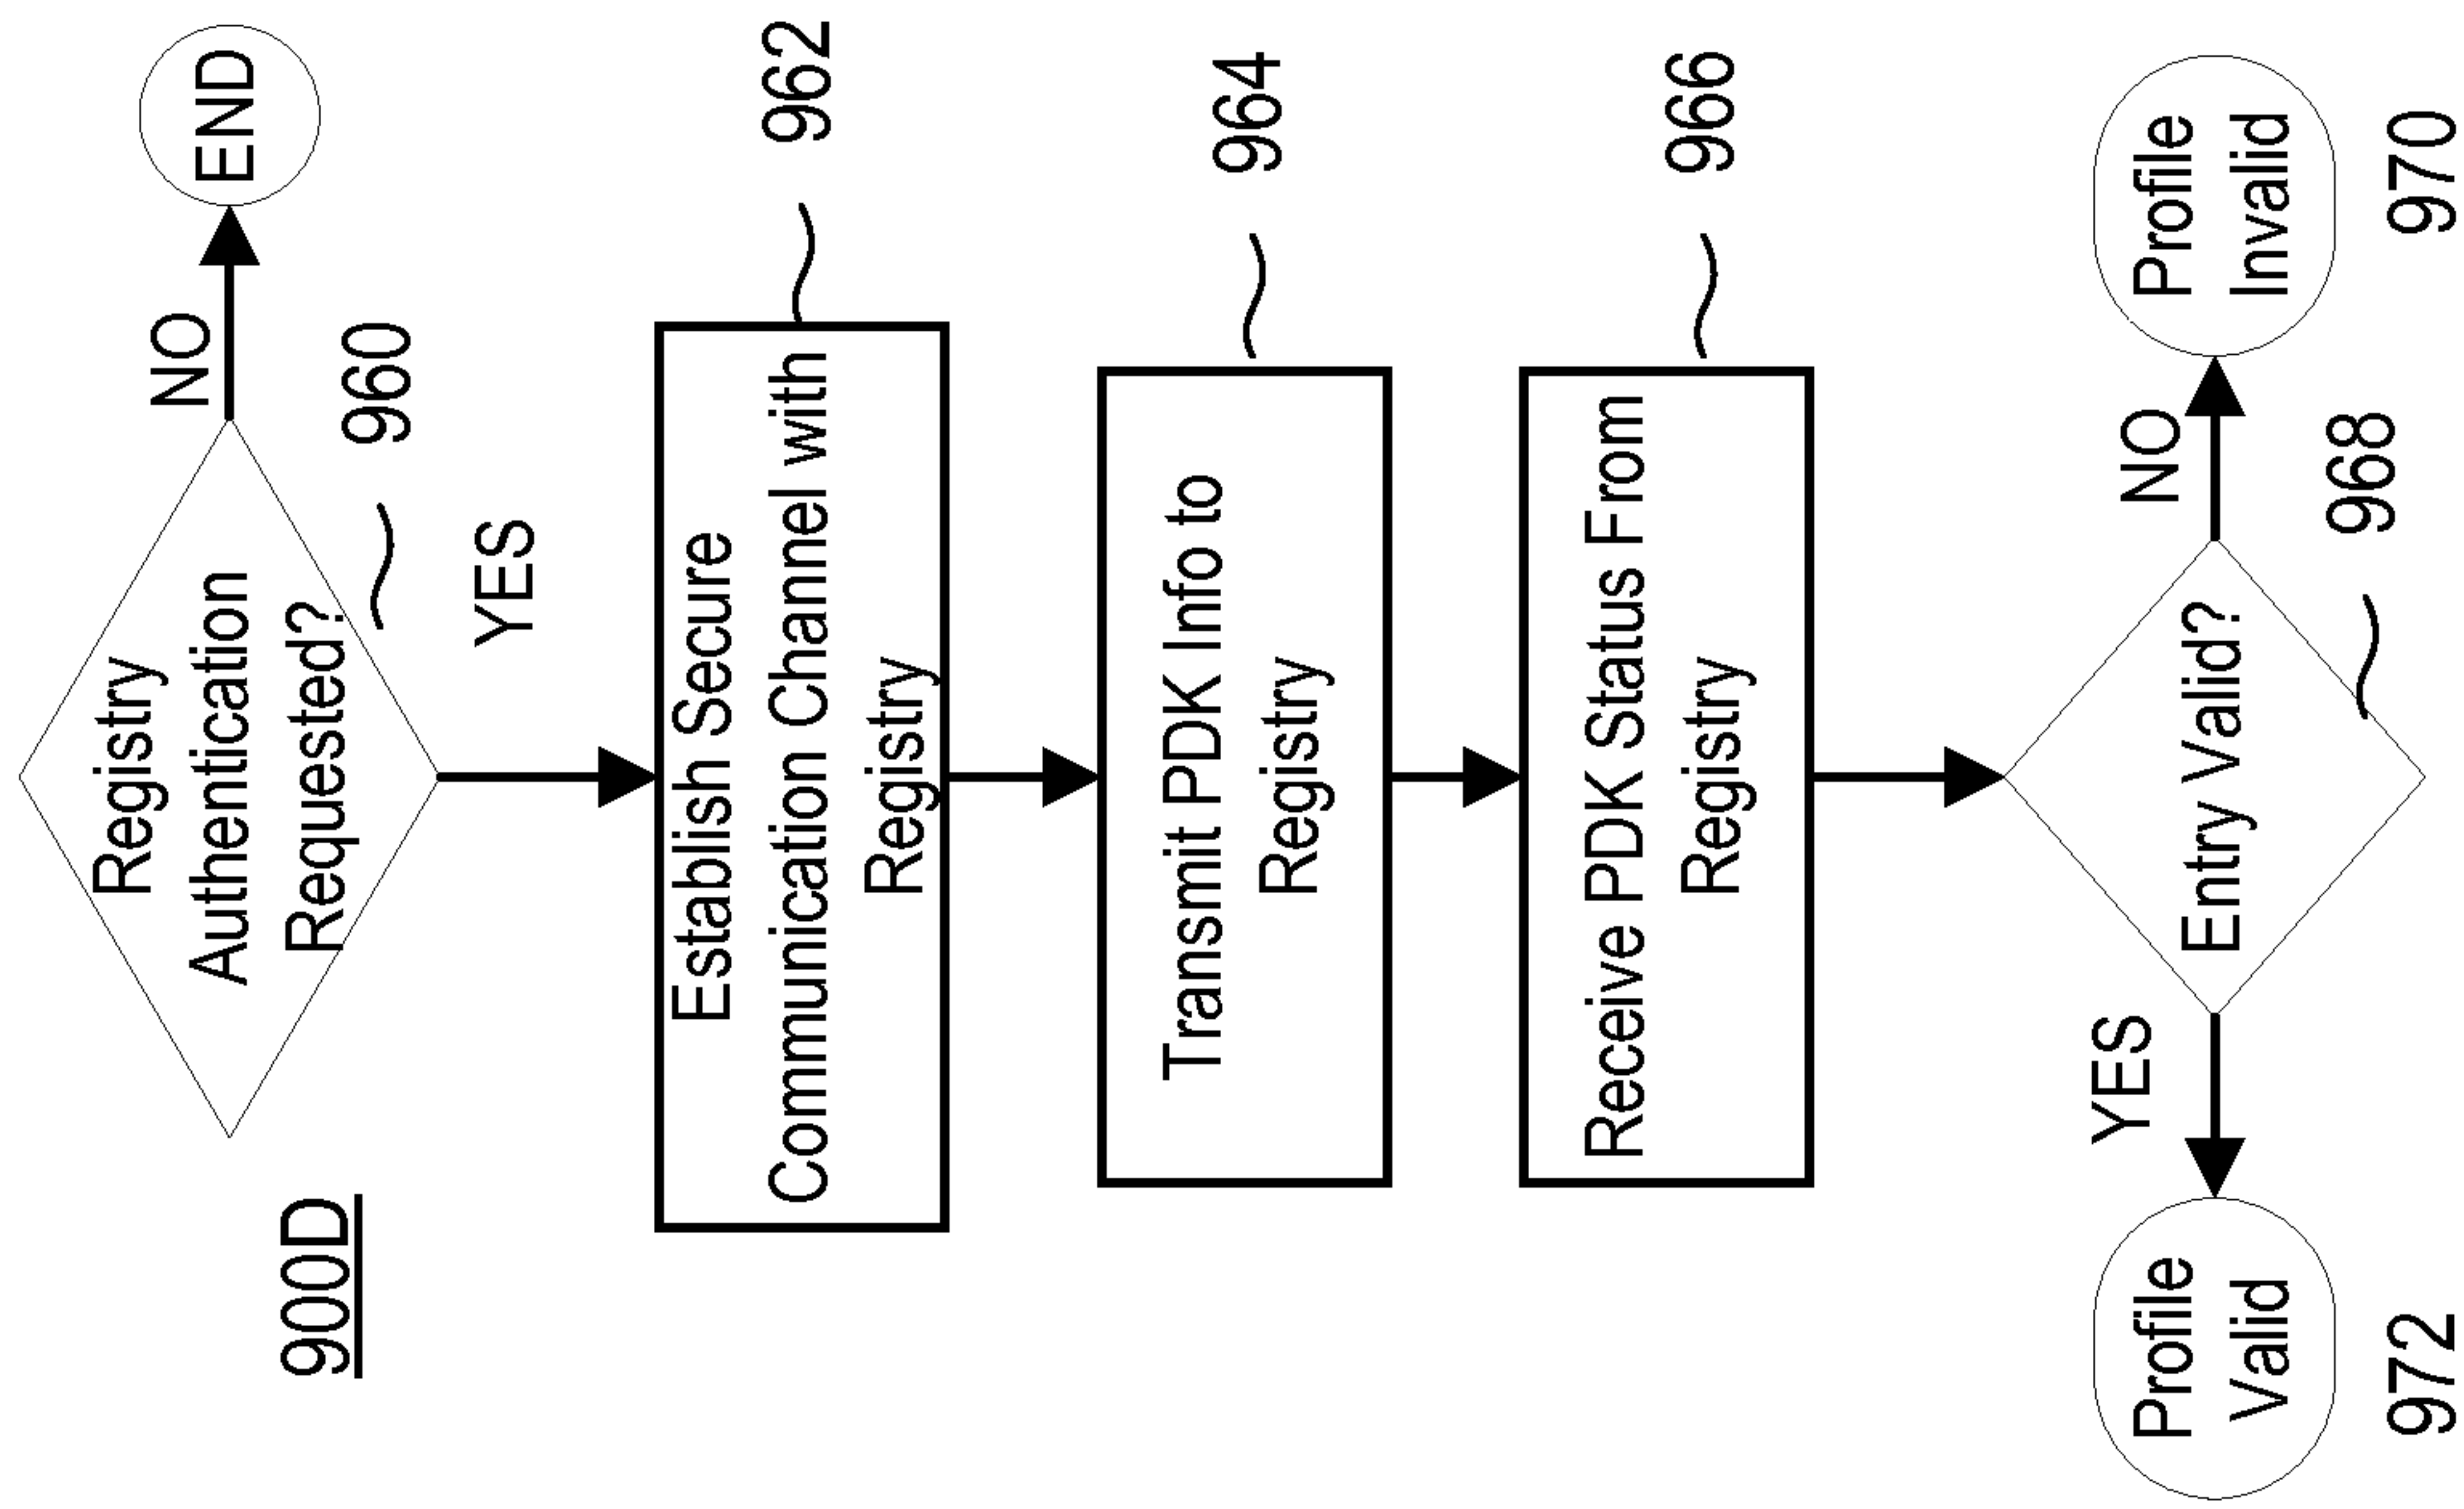 900D
Registry
Authentication
Requested?
960
NO
END
YES
Establish Secure
Communication Channel with
Registry
962
Transmit PDK Info to
Registry
964
Receive PDK Status From
Registry
966
Entry Valid?
968
YES
NO
Profile
Valid
972
Profile
Invalid
970